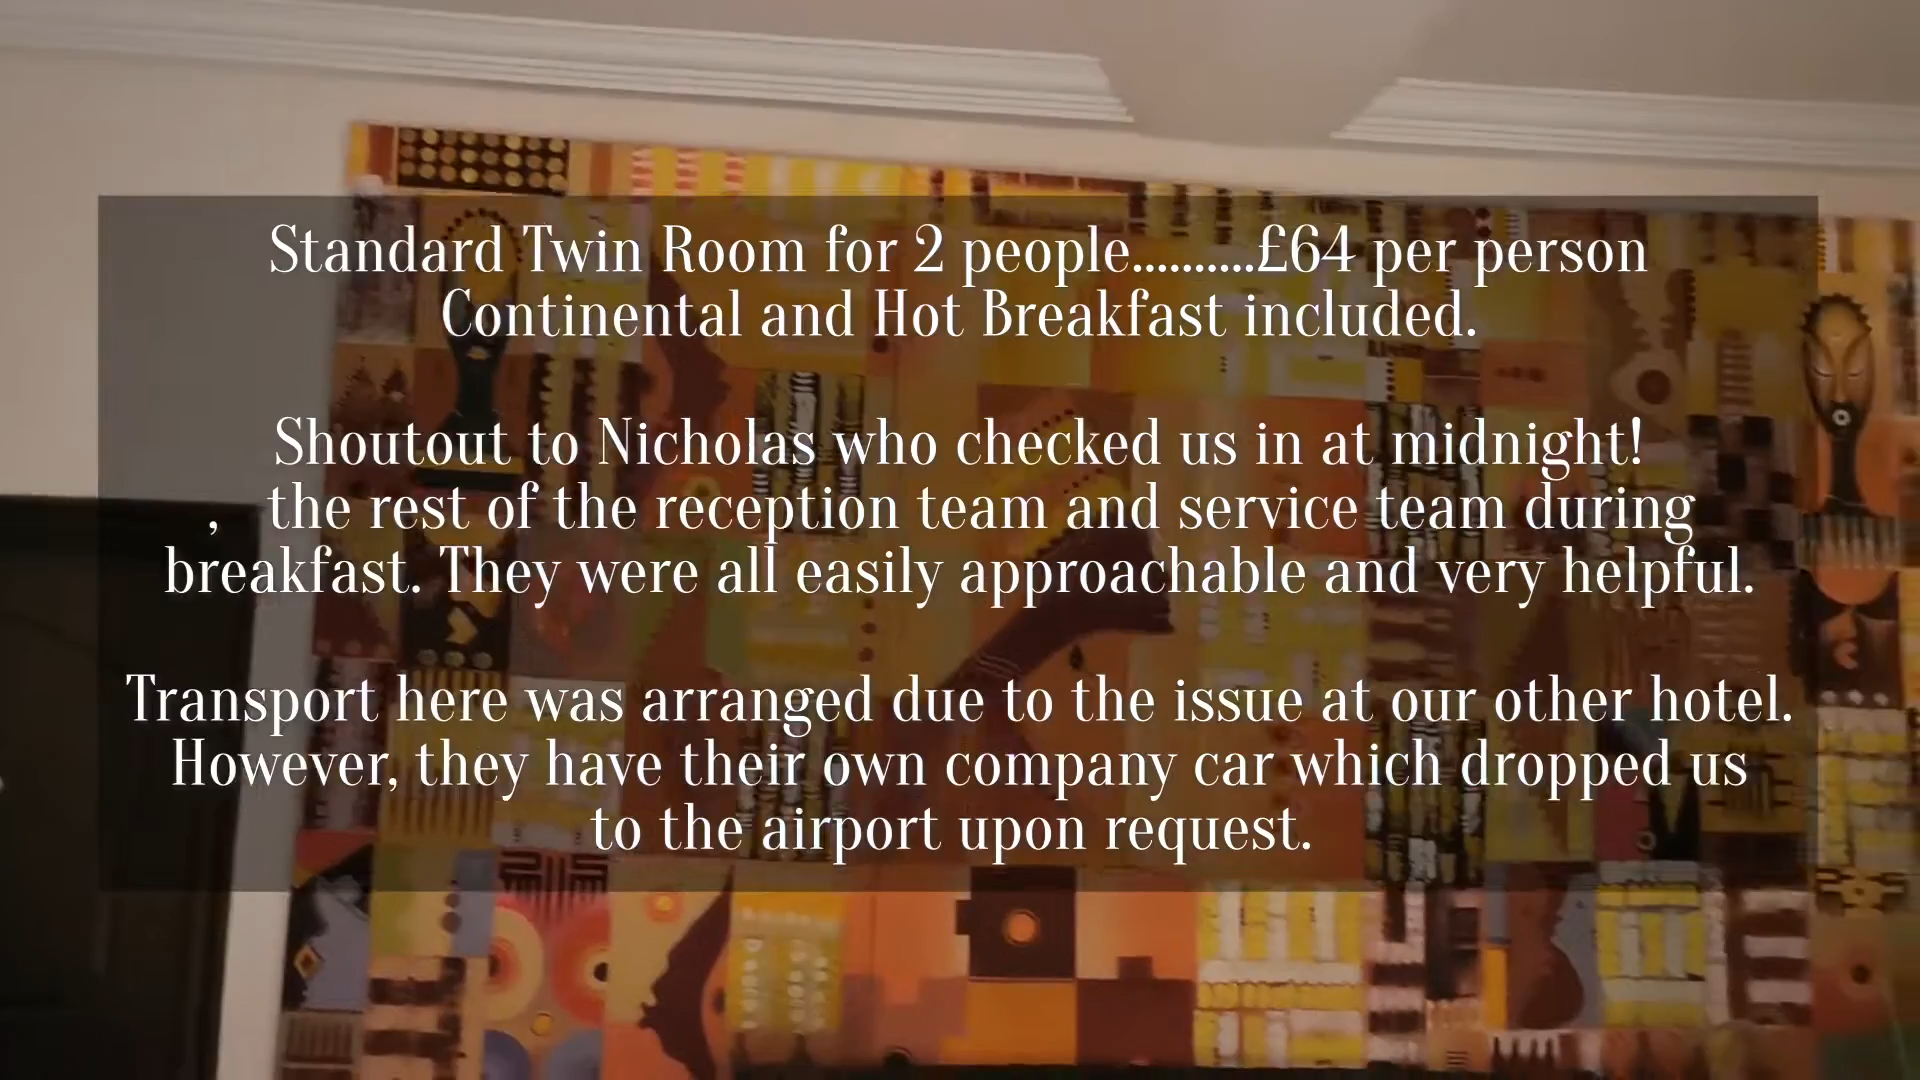 Standard Twin Room for 2 people..........£64 per person
Continental and Hot Breakfast included.
Shoutout to Nicholas who checked us in at midnight!
, the rest of the reception team and service team during
breakfast. They were all easily approachable and very helpful.
Transport here was arranged due to the issue at our other hotel.
However, they have their own company car which dropped us
to the airport upon request.